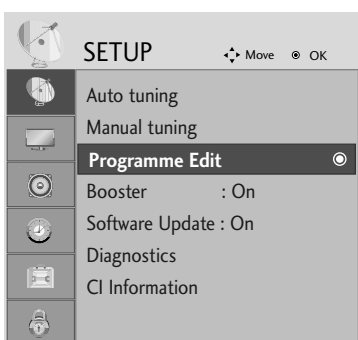 SETUP Move OK
Auto tuning
Manual tuning
Programme Edit
Booster : On
Software Update : On
Diagnostics
CI Information